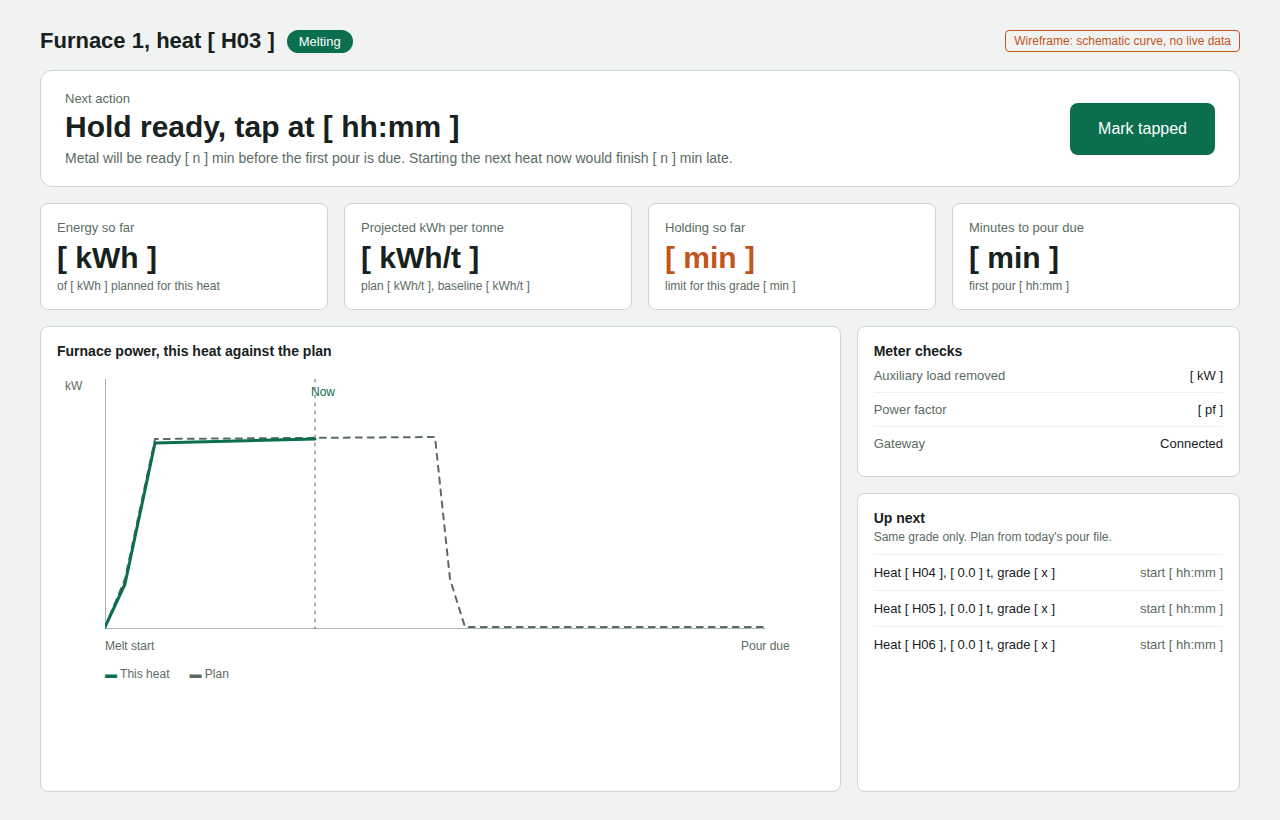 Furnace 1, heat [ H03 ]
Melting
Wireframe: schematic curve, no live data
Next action
Hold ready, tap at [ hh:mm ]
Metal will be ready [ n ] min before the first pour is due. Starting the next heat now would finish [ n ] min late.
Mark tapped
Energy so far
[ kWh ]
of [ kWh ] planned for this heat
Projected kWh per tonne
[ kWh/t ]
plan [ kWh/t ], baseline [ kWh/t ]
Holding so far
[ min ]
limit for this grade [ min ]
Minutes to pour due
[ min ]
first pour [ hh:mm ]
Furnace power, this heat against the plan
kW
Now
Melt start
Pour due
This heat
Plan
Meter checks
Auxiliary load removed [ kW ]
Power factor [ pf ]
Gateway Connected
Up next
Same grade only. Plan from today's pour file.
Heat [ H04 ], [ 0.0 ] t, grade [ x ] start [ hh:mm ]
Heat [ H05 ], [ 0.0 ] t, grade [ x ] start [ hh:mm ]
Heat [ H06 ], [ 0.0 ] t, grade [ x ] start [ hh:mm ]